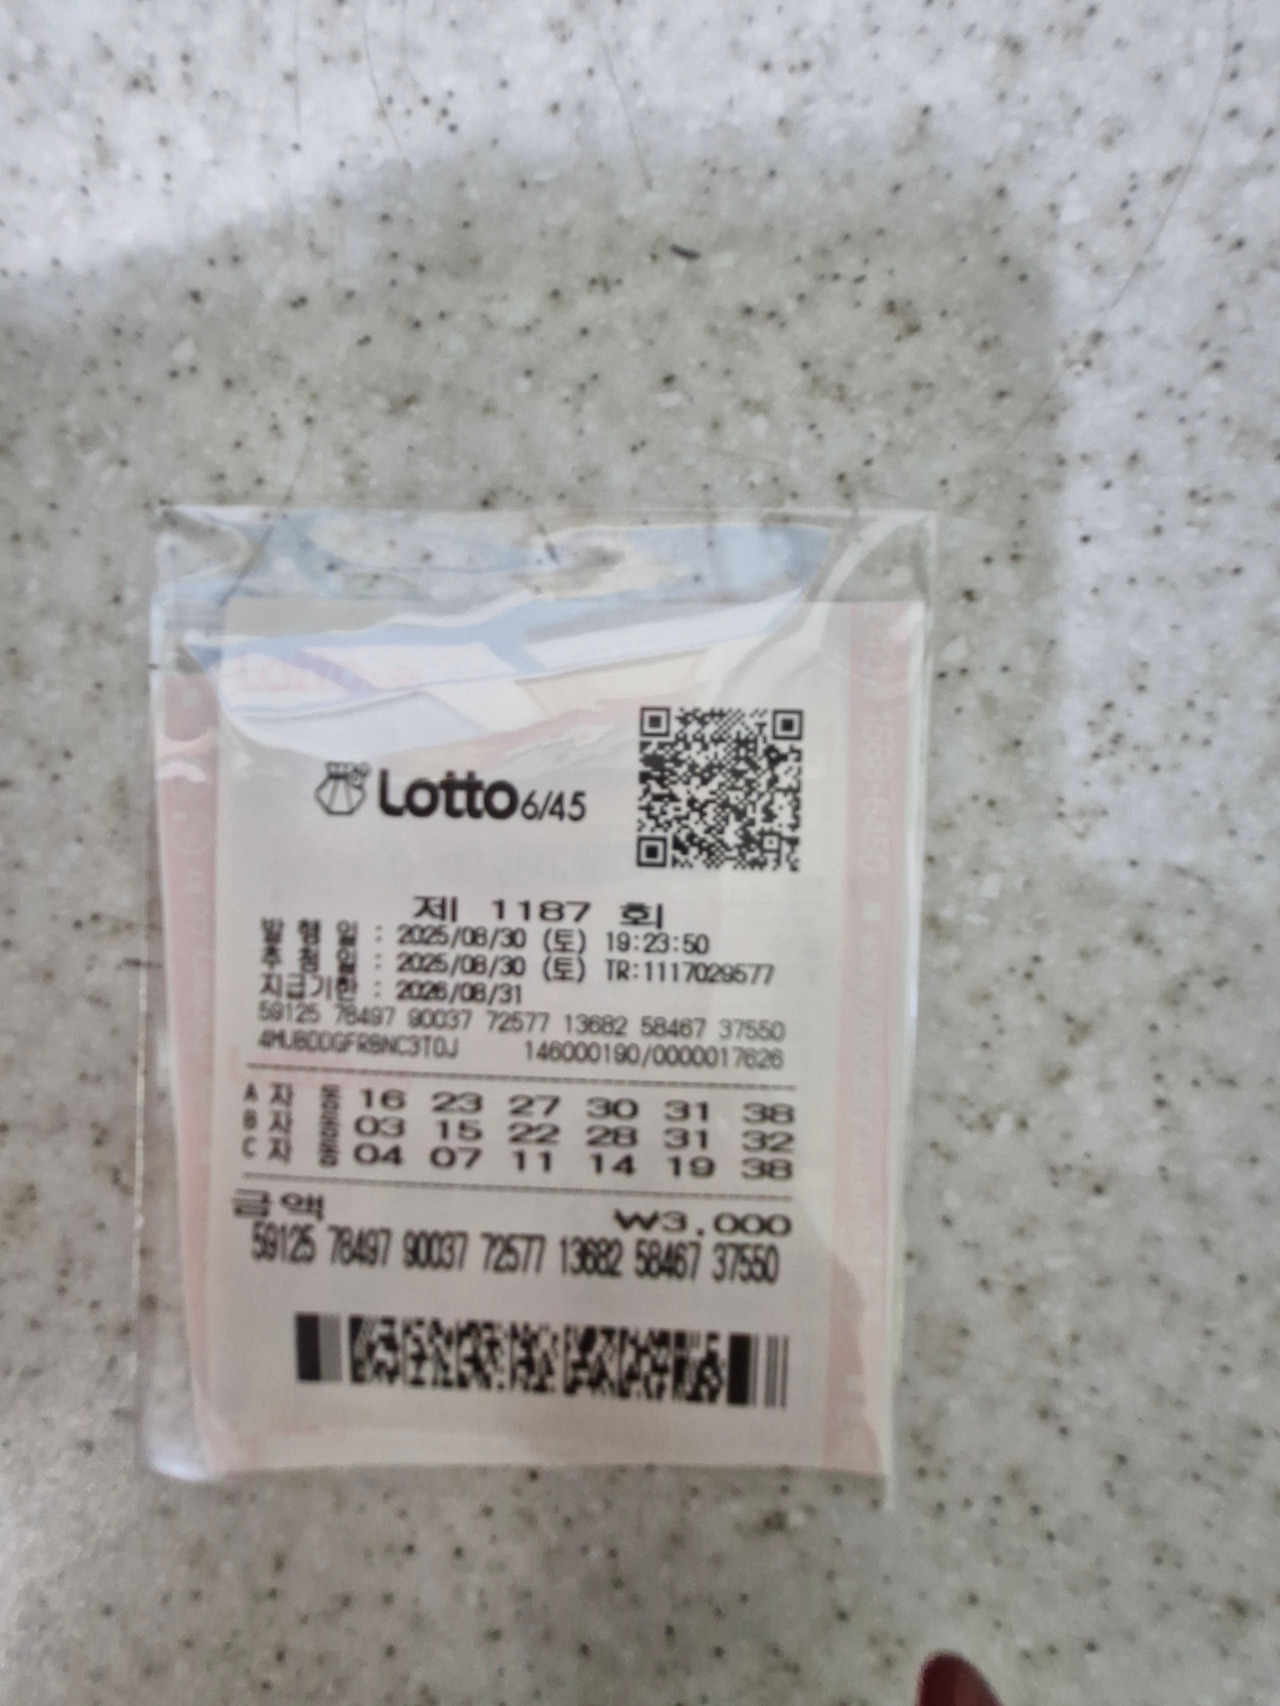 Lotto 6/45
제 1187 회
발 행 일 : 2025/08/30 (토) 19:23:50
추 첨 일 : 2025/08/30 (토) TR:1117029577
지급기한 : 2026/08/31
59125 78497 90037 72577 13682 58467 37550
146000190/0000017626
A 자 동 16 23 27 30 31 38
B 자 동 03 15 22 28 31 32
C 자 동 04 07 11 14 19 38
금액 ₩3,000
59125 78497 90037 72577 13682 58467 37550